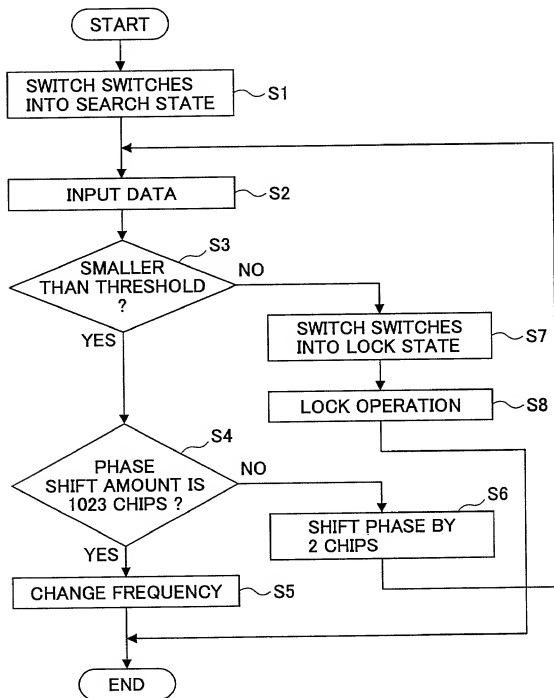 START
SWITCH SWITCHES
INTO SEARCH STATE
S1
INPUT DATA
S2
S3
SMALLER
THAN THRESHOLD
?
NO
YES
SWITCH SWITCHES
INTO LOCK STATE
S7
LOCK OPERATION
S8
S4
PHASE
SHIFT AMOUNT IS
1023 CHIPS ?
NO
YES
S6
SHIFT PHASE BY
2 CHIPS
CHANGE FREQUENCY
S5
END